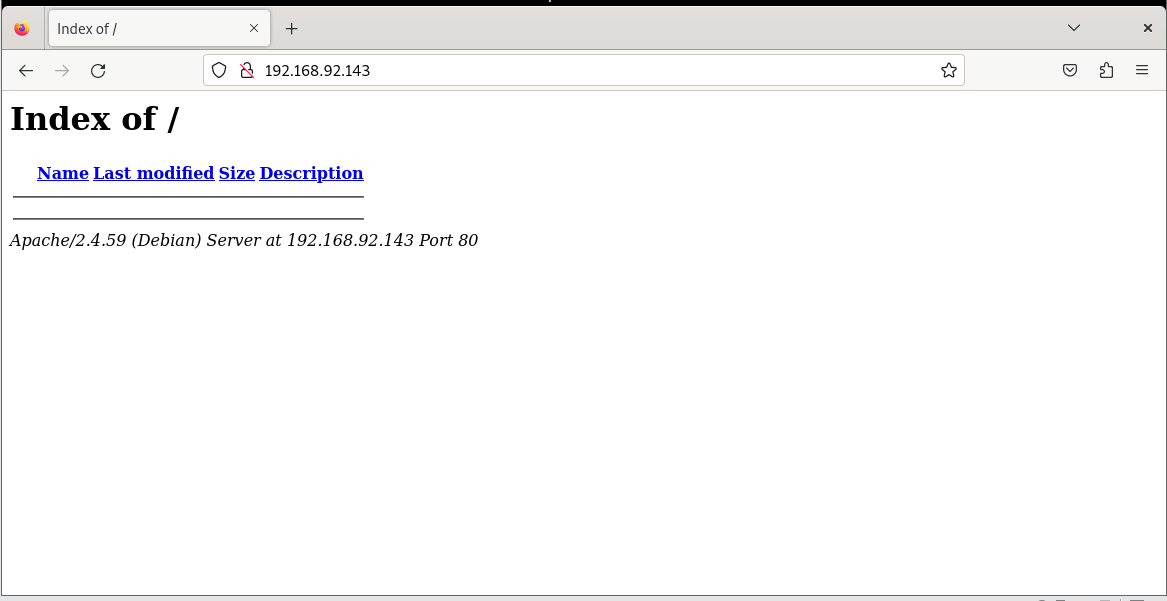 Index of /
192.168.92.143
Index of /
Name Last modified Size Description
Apache/2.4.59 (Debian) Server at 192.168.92.143 Port 80